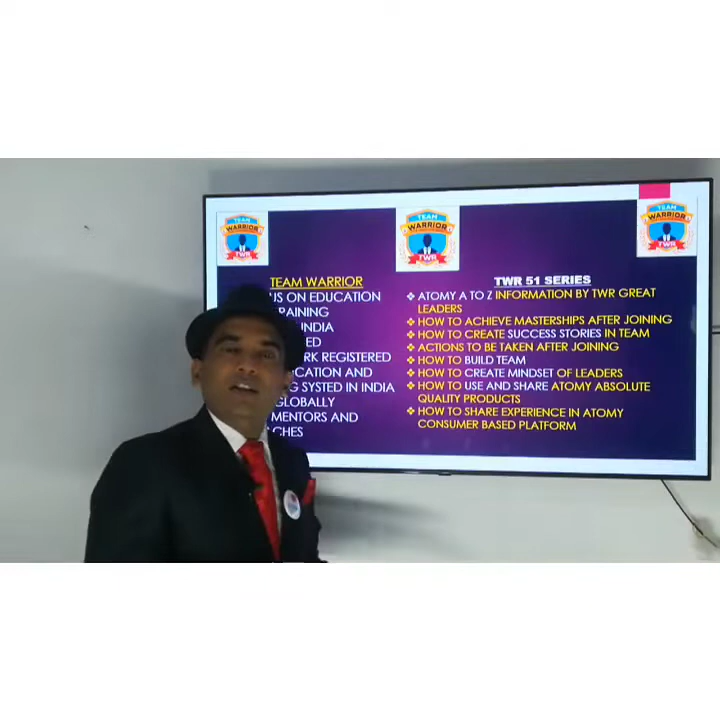 TEAM
WARRIOR
TWR
TEAM
WARRIOR
TWR
TEAM
WARRIOR
TWR
TEAM WARRIOR
US ON EDUCATION
TRAINING
INDIA
ED
RK REGISTERED
ICATION AND
G SYSTED IN INDIA
GLOBALLY
MENTORS AND
CHES
TWR 51 SERIES
❖ ATOMY A TO Z INFORMATION BY TWR GREAT
LEADERS
❖ HOW TO ACHIEVE MASTERSHIPS AFTER JOINING
❖ HOW TO CREATE SUCCESS STORIES IN TEAM
❖ ACTIONS TO BE TAKEN AFTER JOINING
❖ HOW TO BUILD TEAM
❖ HOW TO CREATE MINDSET OF LEADERS
❖ HOW TO USE AND SHARE ATOMY ABSOLUTE
QUALITY PRODUCTS
❖ HOW TO SHARE EXPERIENCE IN ATOMY
CONSUMER BASED PLATFORM